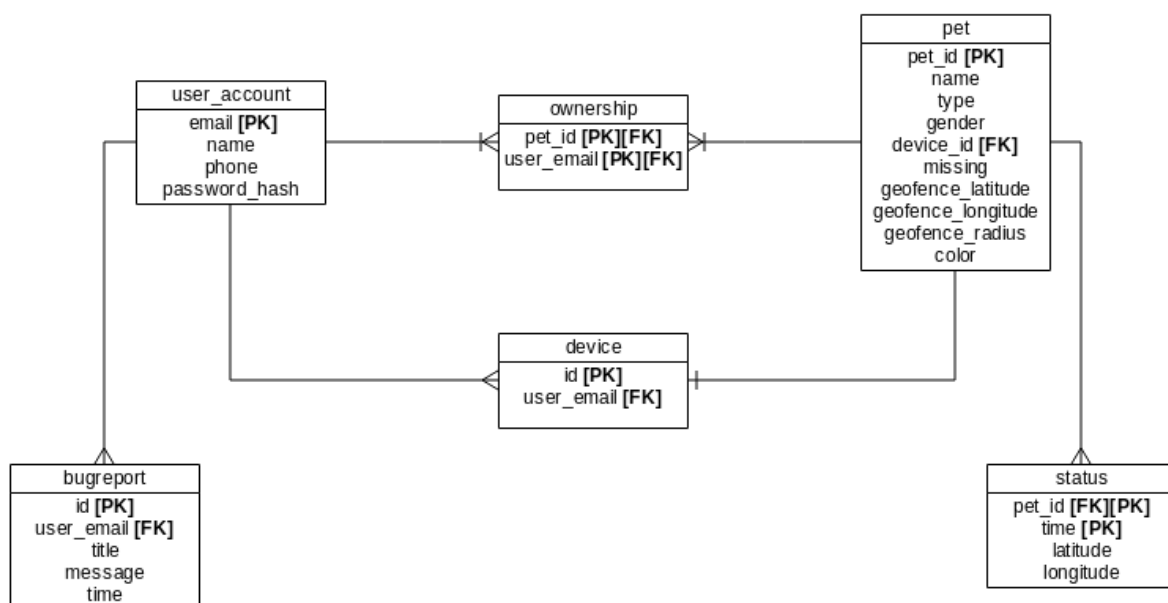 pet
pet_id [PK]
name
type
gender
device_id [FK]
missing
geofence_latitude
geofence_longitude
geofence_radius
color
user_account
email [PK]
name
phone
password_hash
ownership
pet_id [PK][FK]
user_email [PK][FK]
device
id [PK]
user_email [FK]
bugreport
id [PK]
user_email [FK]
title
message
time
status
pet_id [FK][PK]
time [PK]
latitude
longitude